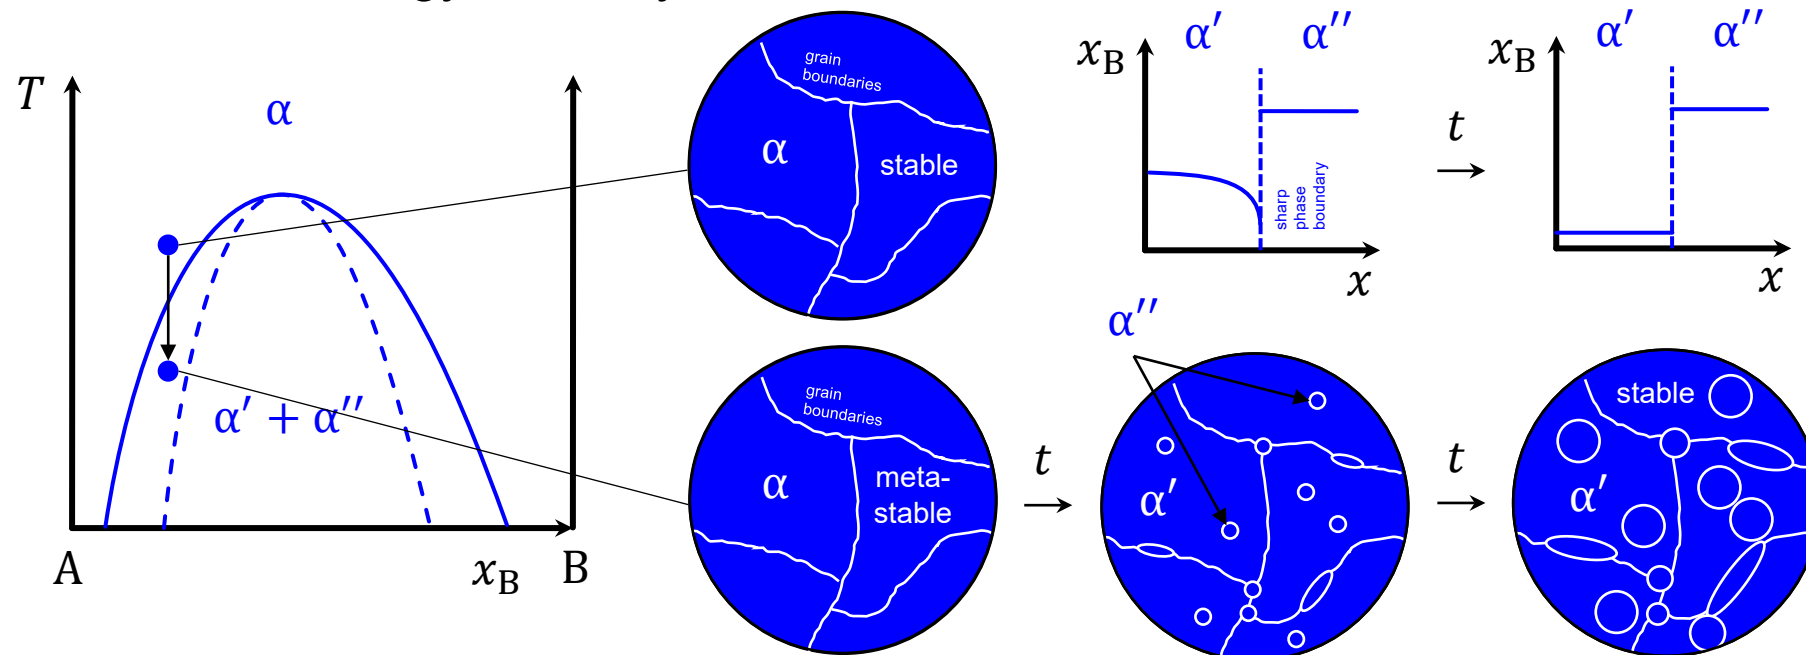 T
α
α′ + α′′
A
x_B
B
grain
boundaries
α
stable
grain
boundaries
α
meta-
stable
t
x_B
α′
α′′
sharp
phase
boundary
x
t
x_B
α′
α′′
x
α′′
α′
t
stable
α′